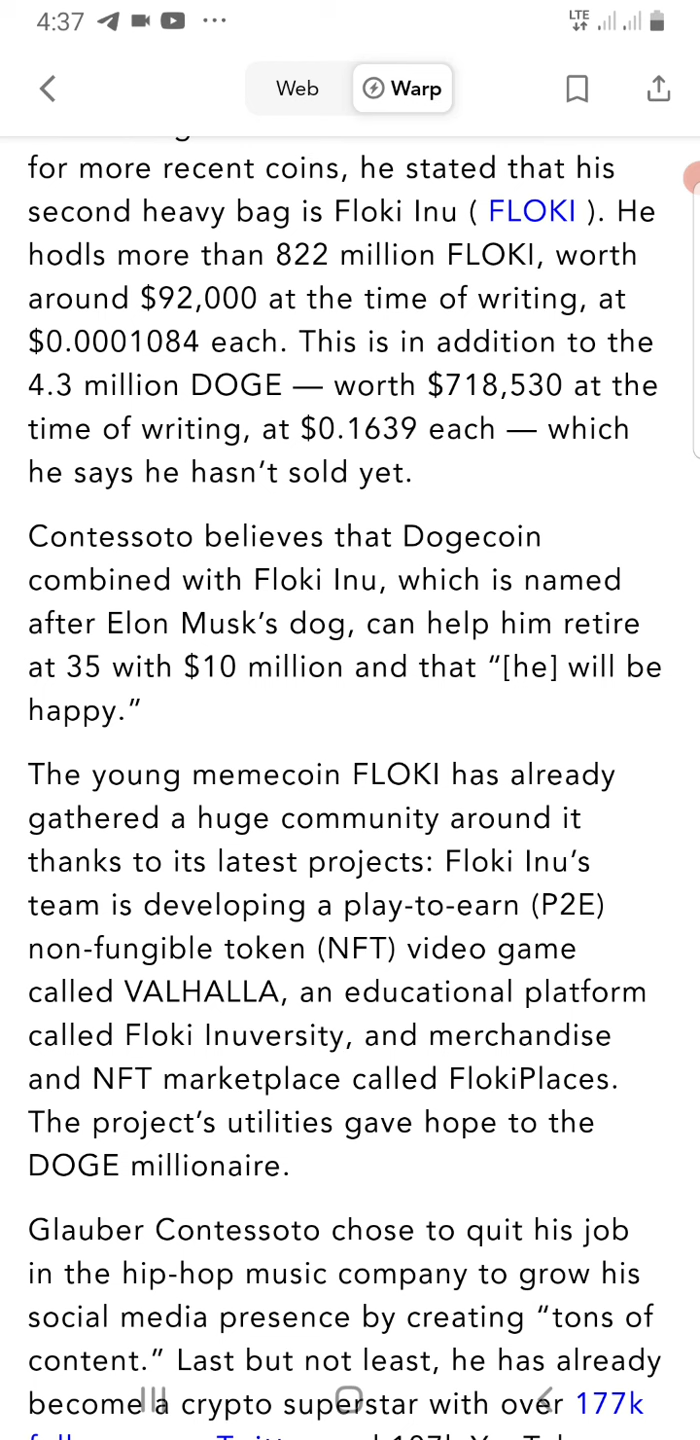 4:37
LTE
Web
Warp
for more recent coins, he stated that his
second heavy bag is Floki Inu ( FLOKI ). He
hodls more than 822 million FLOKI, worth
around $92,000 at the time of writing, at
$0.0001084 each. This is in addition to the
4.3 million DOGE — worth $718,530 at the
time of writing, at $0.1639 each — which
he says he hasn’t sold yet.
Contessoto believes that Dogecoin
combined with Floki Inu, which is named
after Elon Musk’s dog, can help him retire
at 35 with $10 million and that “[he] will be
happy.”
The young memecoin FLOKI has already
gathered a huge community around it
thanks to its latest projects: Floki Inu’s
team is developing a play-to-earn (P2E)
non-fungible token (NFT) video game
called VALHALLA, an educational platform
called Floki Inuversity, and merchandise
and NFT marketplace called FlokiPlaces.
The project’s utilities gave hope to the
DOGE millionaire.
Glauber Contessoto chose to quit his job
in the hip-hop music company to grow his
social media presence by creating “tons of
content.” Last but not least, he has already
become a crypto superstar with over 177k